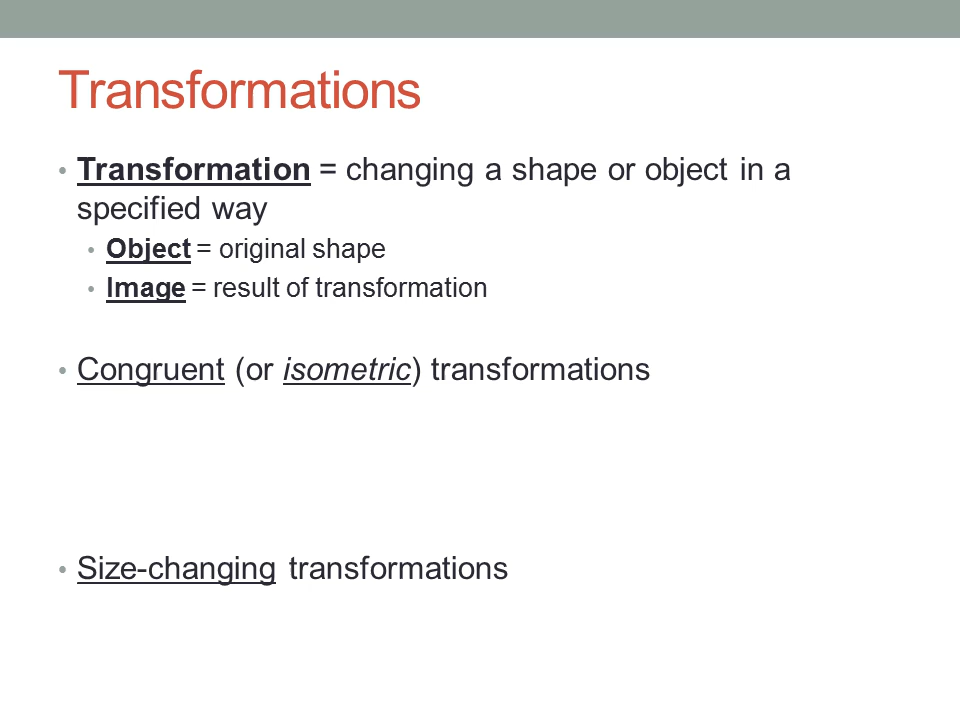 Transformations
• Transformation = changing a shape or object in a
specified way
• Object = original shape
• Image = result of transformation
• Congruent (or isometric) transformations
• Size-changing transformations